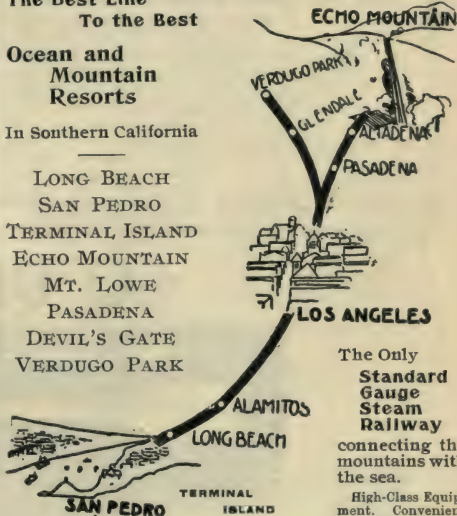 The Best Line
To the Best
Ocean and
Mountain
Resorts
In Southern California
LONG BEACH
SAN PEDRO
TERMINAL ISLAND
ECHO MOUNTAIN
MT. LOWE
PASADENA
DEVIL'S GATE
VERDUGO PARK
ECHO MOUNTAIN
VERDUGO PARK
GLENDALE
ALTADENA
PASADENA
LOS ANGELES
ALAMITOS
LONG BEACH
SAN PEDRO
TERMINAL
ISLAND
The Only
Standard
Gauge
Steam
Railway
connecting th
mountains with
the sea.
High-Class Equip
ment. Convenien